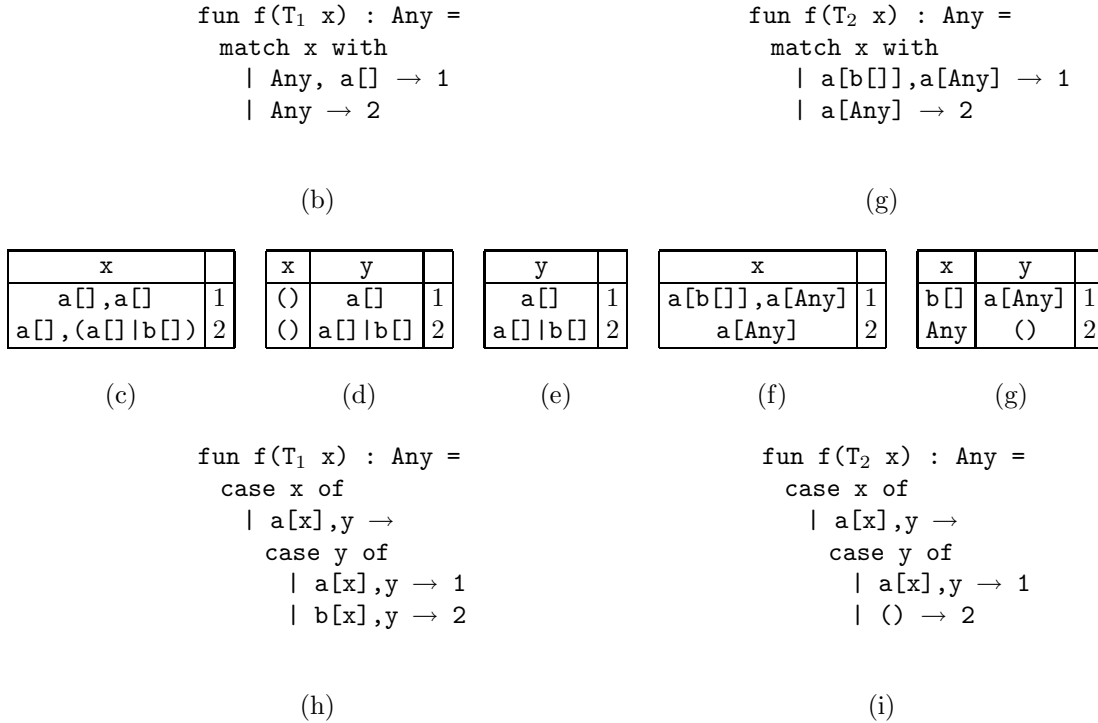 fun f(T₁ x) : Any =
match x with
| Any, a[] → 1
| Any → 2
(b)
fun f(T₂ x) : Any =
match x with
| a[b[]],a[Any] → 1
| a[Any] → 2
(g)
x
a[],a[] 1
a[],(a[]|b[]) 2
(c)
x y
() a[] 1
() a[]|b[] 2
(d)
y
a[] 1
a[]|b[] 2
(e)
x
a[b[]],a[Any] 1
a[Any] 2
(f)
x y
b[] a[Any] 1
Any () 2
(g)
fun f(T₁ x) : Any =
case x of
| a[x],y →
case y of
| a[x],y → 1
| b[x],y → 2
(h)
fun f(T₂ x) : Any =
case x of
| a[x],y →
case y of
| a[x],y → 1
| () → 2
(i)